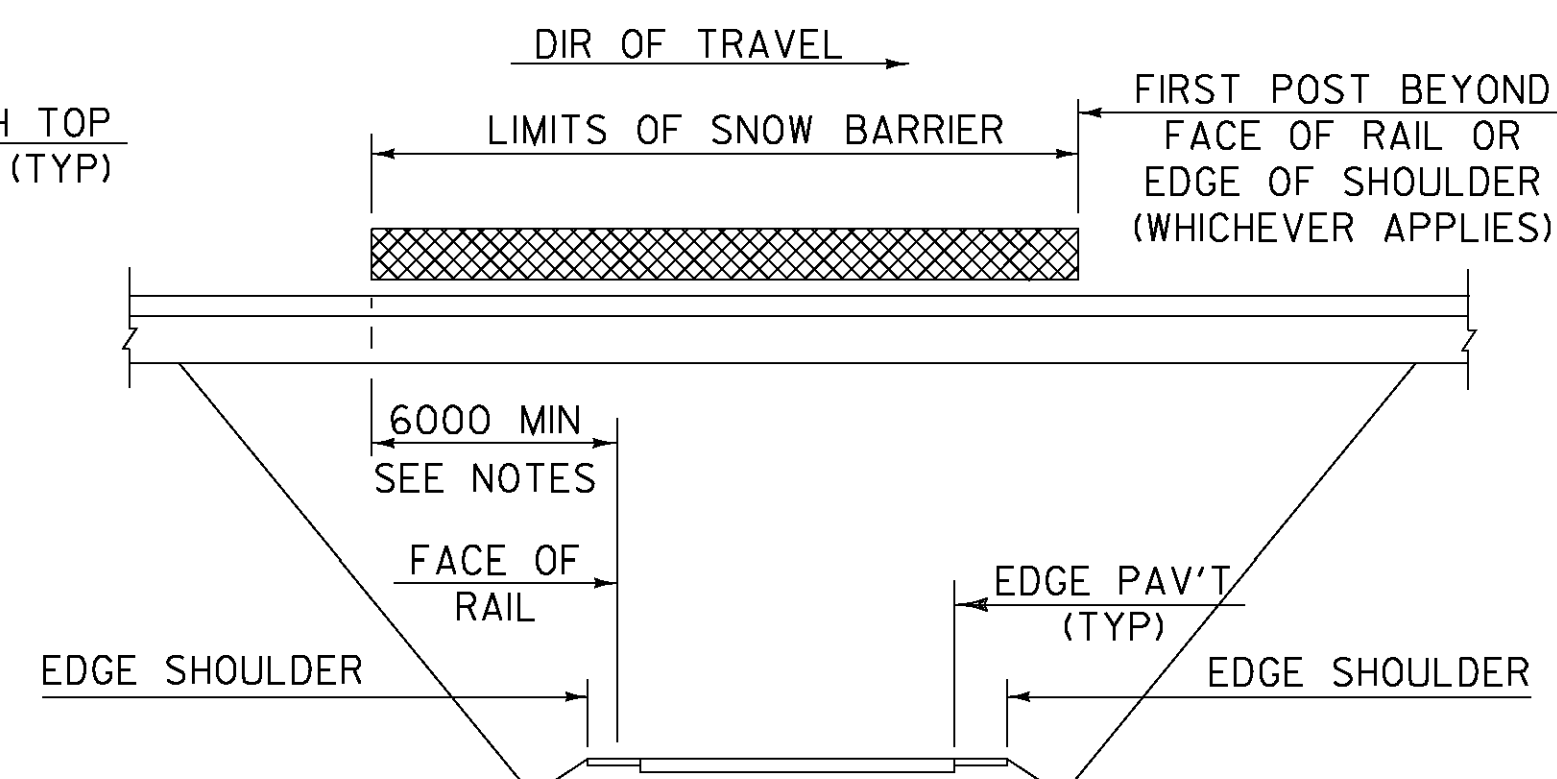 DIR OF TRAVEL
H TOP
(TYP)
LIMITS OF SNOW BARRIER
FIRST POST BEYOND
FACE OF RAIL OR
EDGE OF SHOULDER
(WHICHEVER APPLIES)
6000 MIN
SEE NOTES
FACE OF
RAIL
EDGE PAV'T
(TYP)
EDGE SHOULDER
EDGE SHOULDER